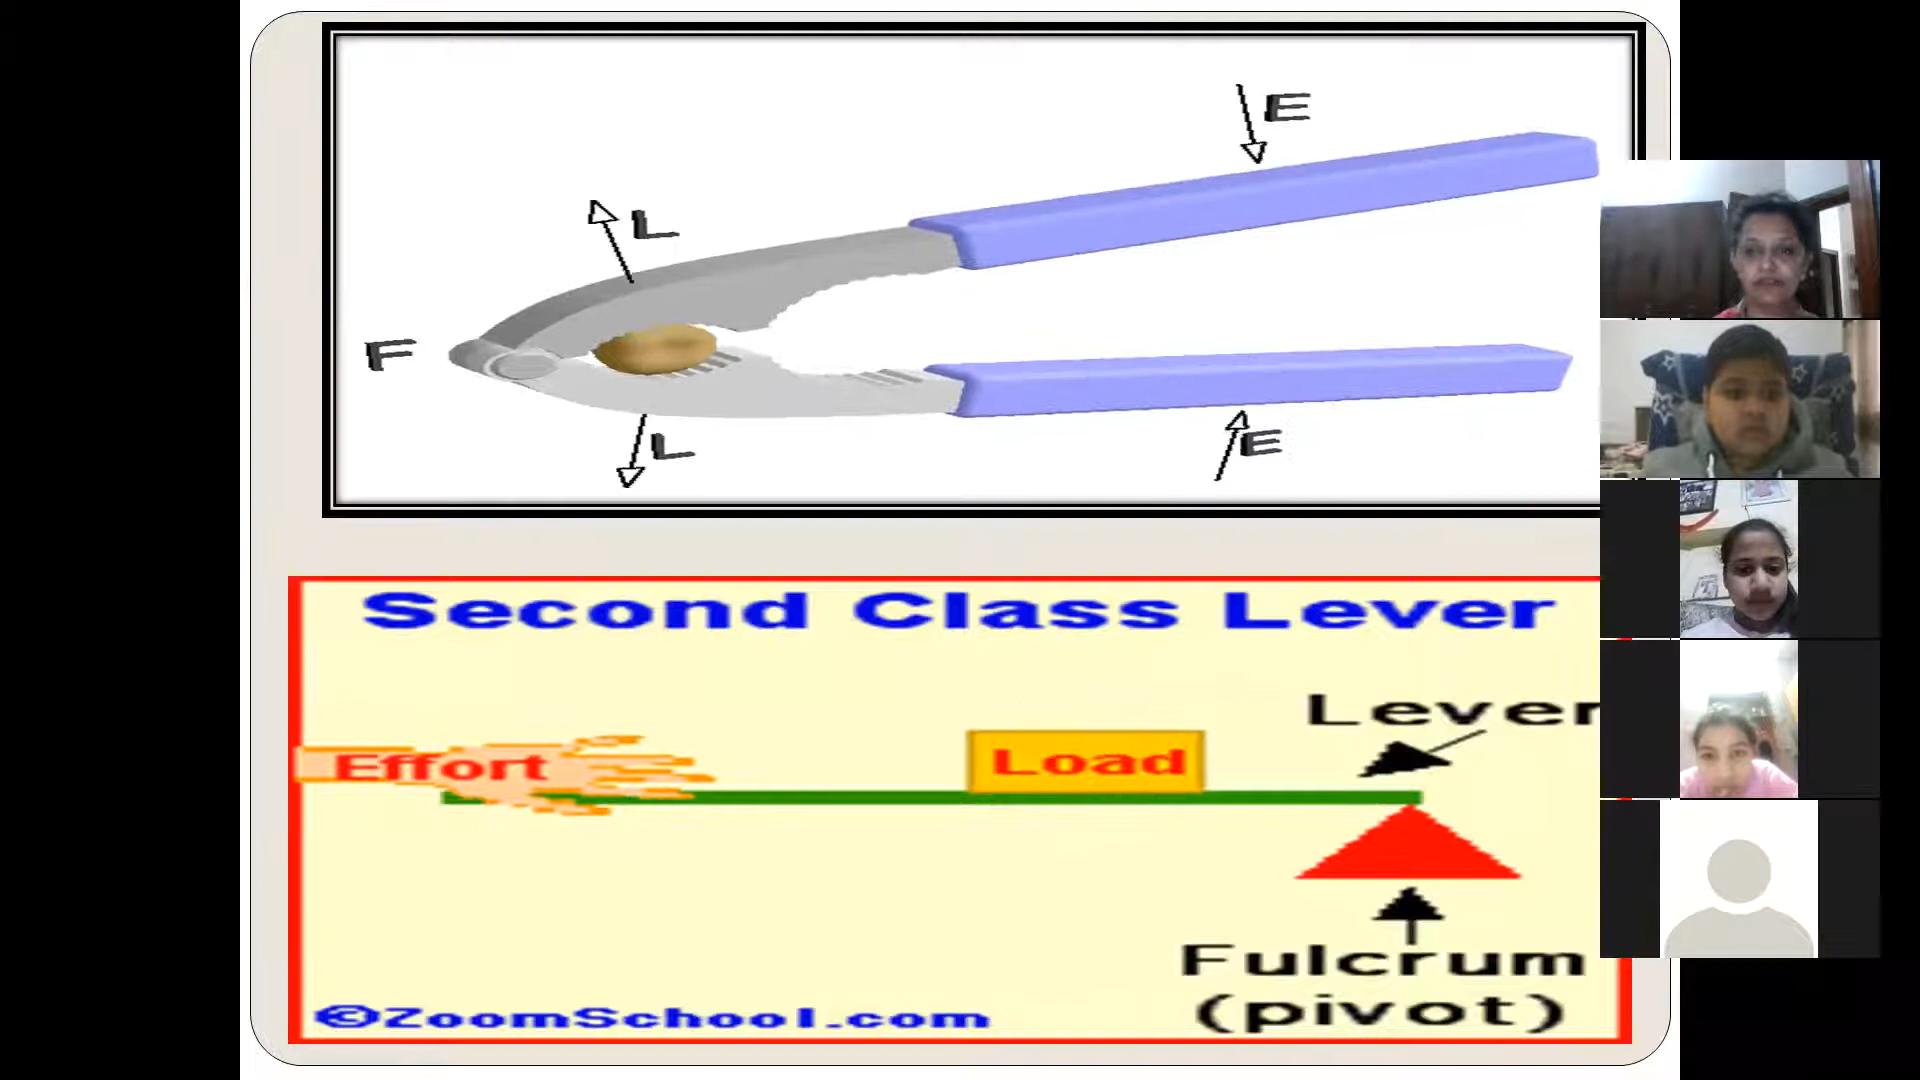 E
L
F
L
E
Second Class Lever
Lever
Effort
Load
Fulcrum
(pivot)
©ZoomSchool.com